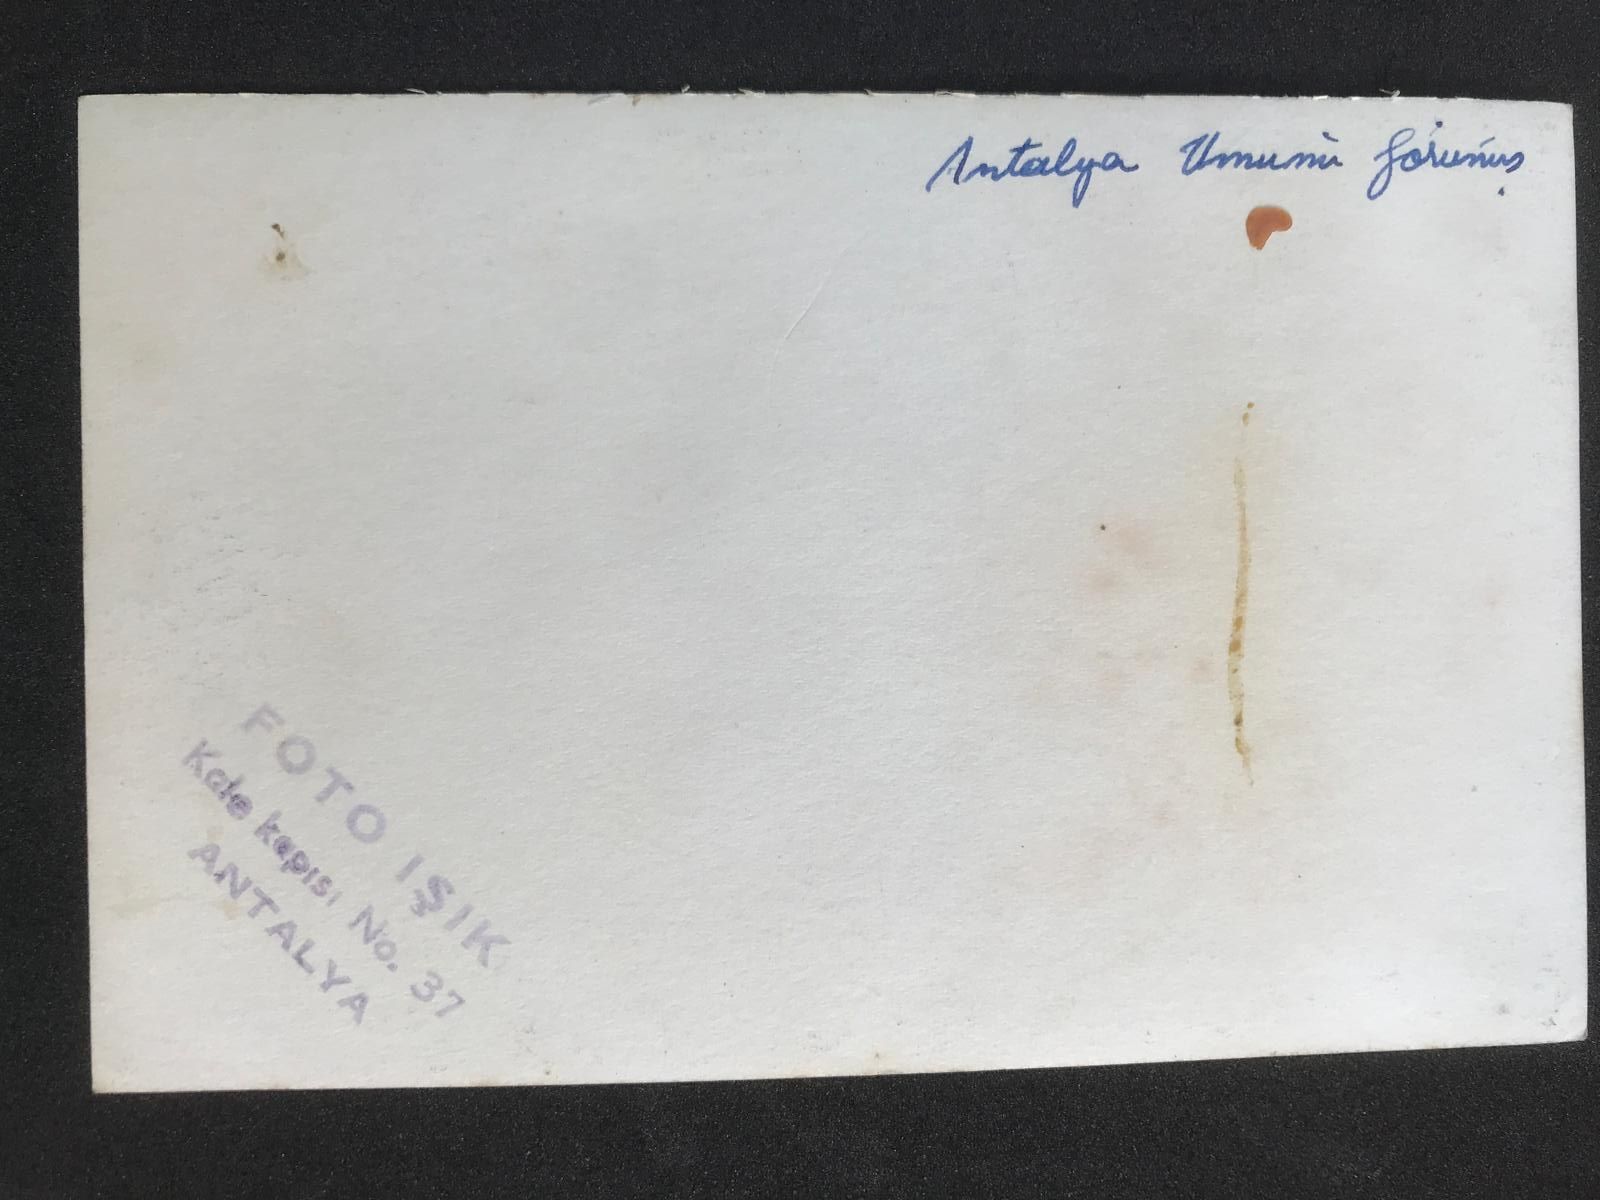 Antalya Umumi görünüş
FOTO IŞIK
Kale kapısı No. 37
ANTALYA